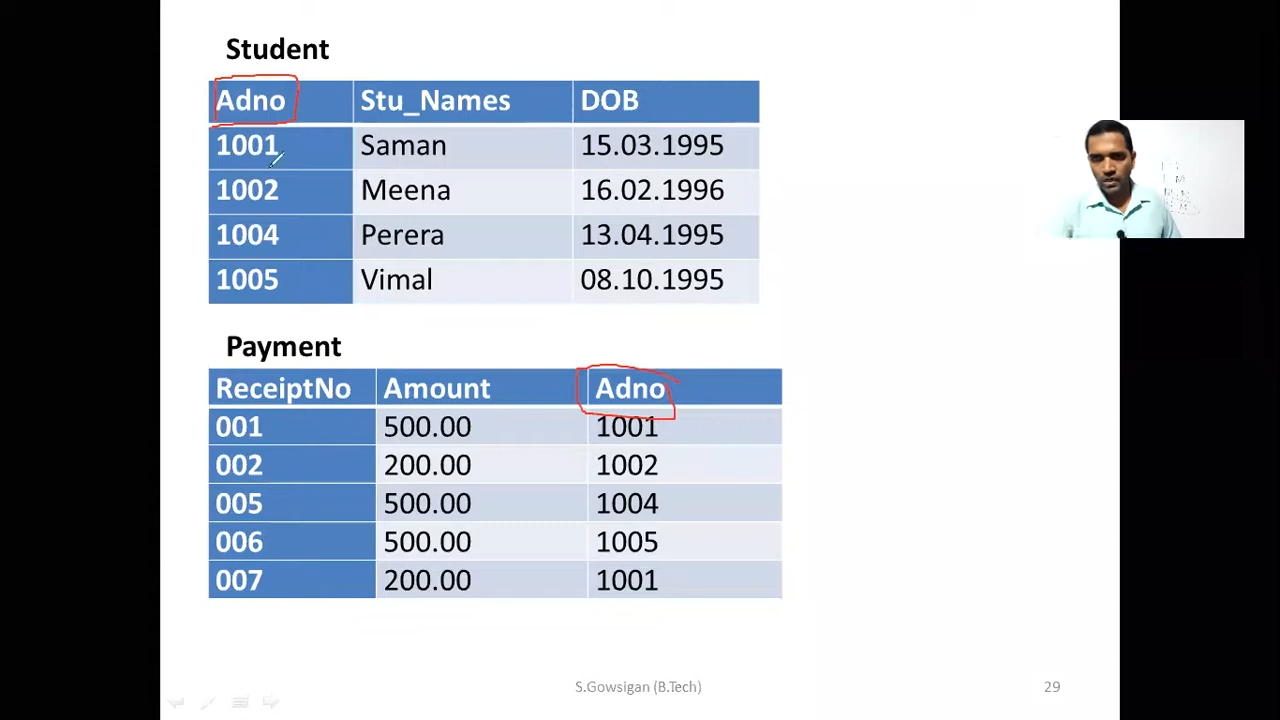 Student
Adno Stu_Names DOB
1001 Saman 15.03.1995
1002 Meena 16.02.1996
1004 Perera 13.04.1995
1005 Vimal 08.10.1995
Payment
ReceiptNo Amount Adno
001 500.00 1001
002 200.00 1002
005 500.00 1004
006 500.00 1005
007 200.00 1001
S.Gowsigan (B.Tech) 29